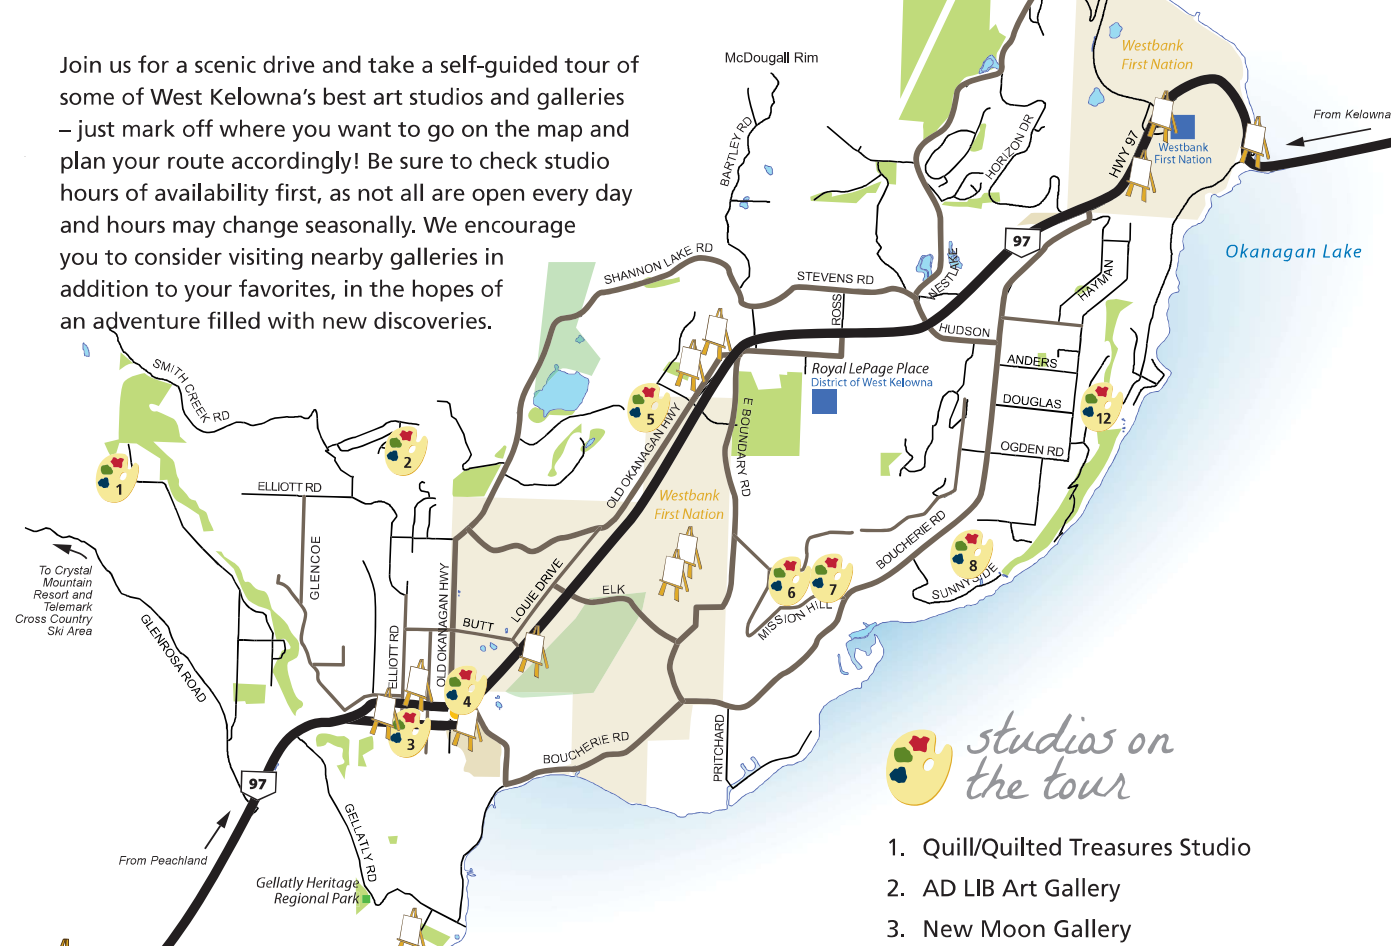 Join us for a scenic drive and take a self-guided tour of
some of West Kelowna's best art studios and galleries
– just mark off where you want to go on the map and
plan your route accordingly! Be sure to check studio
hours of availability first, as not all are open every day
and hours may change seasonally. We encourage
you to consider visiting nearby galleries in
addition to your favorites, in the hopes of
an adventure filled with new discoveries.
McDougall Rim
Westbank
First Nation
From Kelowna
BARTLEY RD
HORIZON DR
HWY 97
Westbank
First Nation
97
Okanagan Lake
SHANNON LAKE RD
STEVENS RD
WESTLAKE
HAYMAN
ROSS
HUDSON
SMITH CREEK RD
Royal LePage Place
District of West Kelowna
ANDERS
DOUGLAS
12
OGDEN RD
5
OLD OKANAGAN HWY
E BOUNDARY RD
2
1
ELLIOTT RD
Westbank
First Nation
GLENCOE
BOUCHERIE RD
To Crystal
Mountain
Resort and
Telemark
Cross Country
Ski Area
LOUIE DRIVE
ELK
6
7
8
SUNNYSIDE
MISSION HILL
BUTT
OLD OKANAGAN HWY
ELLIOTT RD
GLENROSA ROAD
4
3
BOUCHERIE RD
PRITCHARD
97
GELLATLY RD
From Peachland
Gellatly Heritage
Regional Park
studios on
the tour
1. Quill/Quilted Treasures Studio
2. AD LIB Art Gallery
3. New Moon Gallery